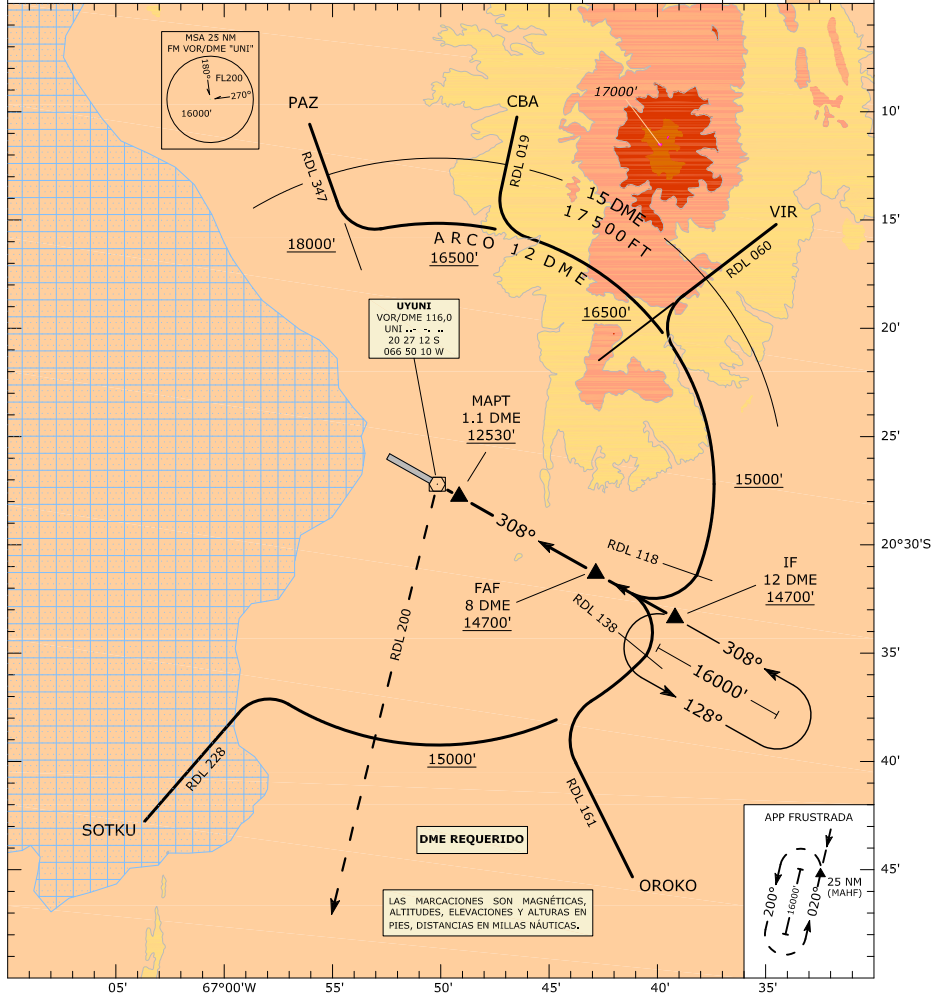 MSA 25 NM
FM VOR/DME "UNI"
180°
FL200
270°
16000'
PAZ
CBA
17000'
10'
RDL 347
RDL 019
15 DME
17500 FT
VIR
15'
18000'
ARCO 12 DME
16500'
RDL 060
16500'
20'
UYUNI
VOR/DME 116,0
UNI ..- -. ..
20 27 12 S
066 50 10 W
MAPT
1.1 DME
12530'
25'
15000'
308°
RDL 118
20°30'S
FAF
8 DME
14700'
IF
12 DME
14700'
RDL 138
RDL 200
308°
16000'
128°
35'
RDL 228
15000'
40'
RDL 161
SOTKU
DME REQUERIDO
OROKO
APP FRUSTRADA
200°
16000'
020°
25 NM
(MAHF)
45'
LAS MARCACIONES SON MAGNÉTICAS,
ALTITUDES, ELEVACIONES Y ALTURAS EN
PIES, DISTANCIAS EN MILLAS NÁUTICAS.
05'
67°00'W
55'
50'
45'
40'
35'